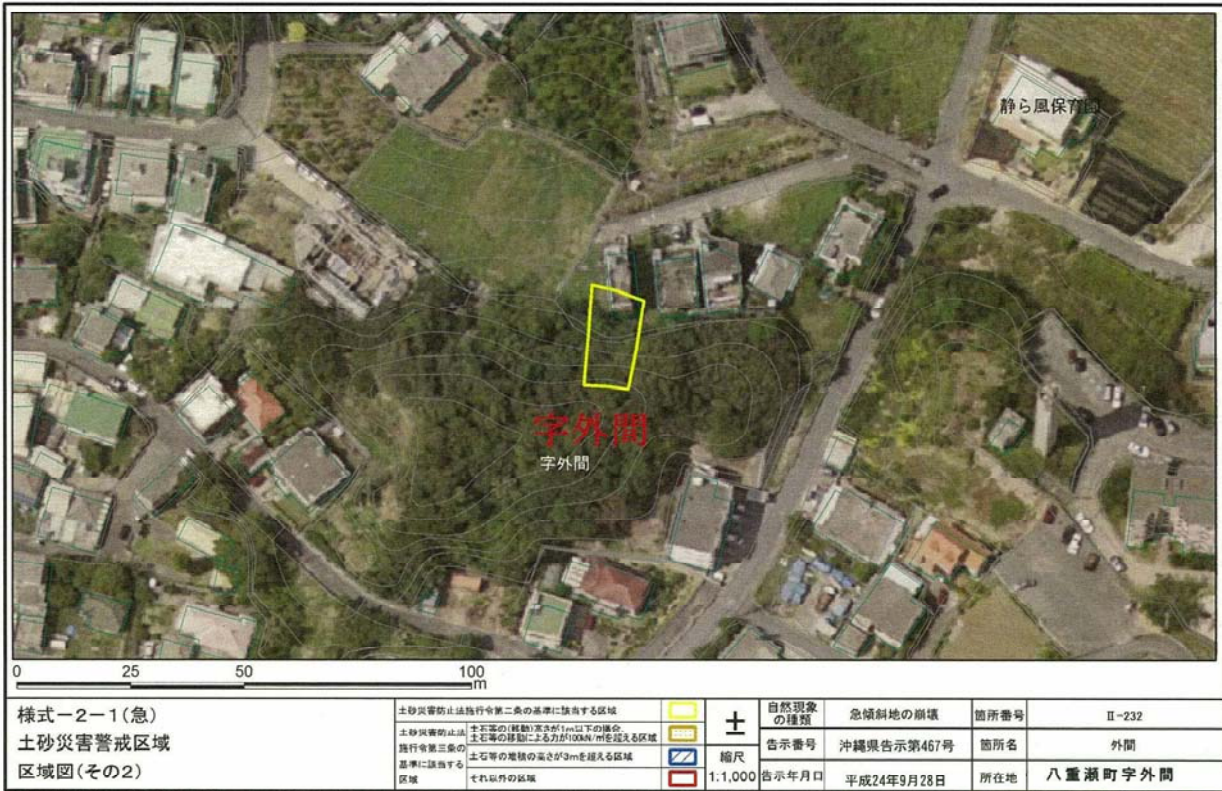 静ら風保育園
字外間
字外間
0 25 50 100
m
様式－2－1(急)
土砂災害警戒区域
区域図(その2)
土砂災害防止法施行令第二条の基準に該当する区域
土砂災害防止法
施行令第三条の
基準に該当する
区域
土石等の(移動)高さが1m以下の場合、
土石等の移動による力が100kN/㎡を超える区域
土石等の堆積の高さが3mを超える区域
それ以外の区域
縮尺
1:1,000
自然現象
の種類
急傾斜地の崩壊
箇所番号
Ⅱ-232
告示番号
沖縄県告示第467号
箇所名
外間
告示年月日
平成24年9月28日
所在地
八重瀬町字外間